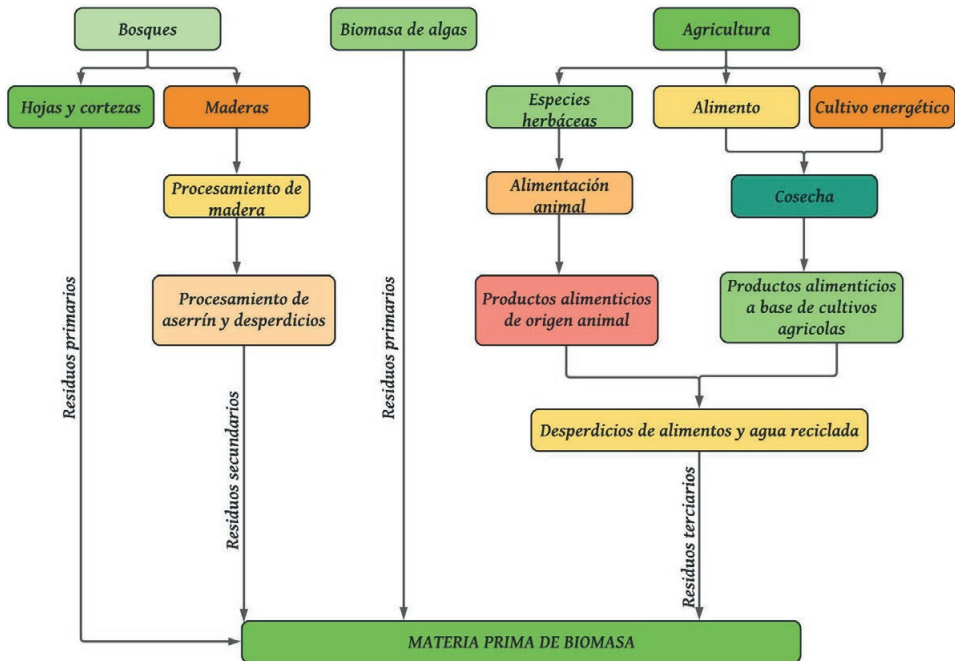 Bosques
Biomasa de algas
Agricultura
Hojas y cortezas
Maderas
Especies
herbáceas
Alimento
Cultivo energético
Procesamiento de
madera
Alimentación
animal
Cosecha
Procesamiento de
aserrín y desperdicios
Productos alimenticios
de origen animal
Productos alimenticios
a base de cultivos
agricolas
Residuos primarios
Residuos secundarios
Residuos primarios
Desperdicios de alimentos y agua reciclada
Residuos terciarios
MATERIA PRIMA DE BIOMASA